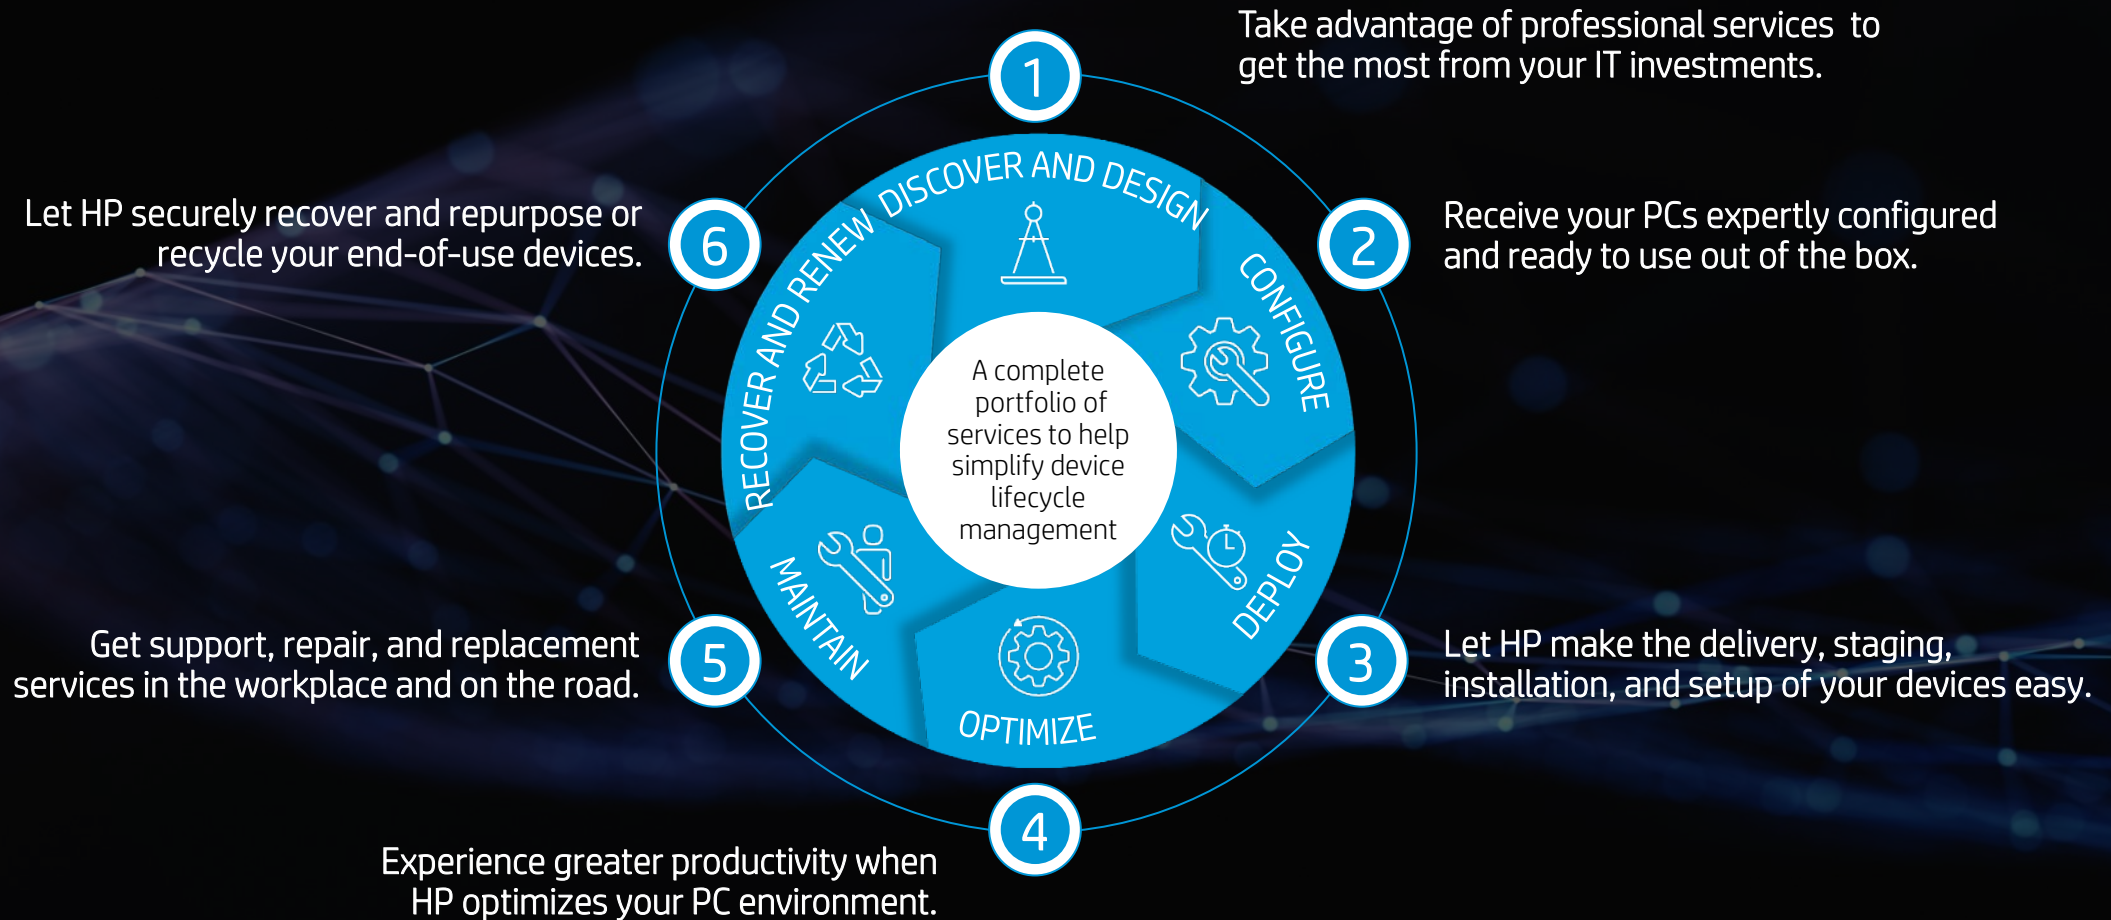 1
Take advantage of professional services to
get the most from your IT investments.
DISCOVER AND DESIGN
2
Receive your PCs expertly configured
and ready to use out of the box.
CONFIGURE
3
Let HP make the delivery, staging,
installation, and setup of your devices easy.
DEPLOY
4
Experience greater productivity when
HP optimizes your PC environment.
OPTIMIZE
5
Get support, repair, and replacement
services in the workplace and on the road.
MAINTAIN
6
Let HP securely recover and repurpose or
recycle your end-of-use devices.
RECOVER AND RENEW
A complete
portfolio of
services to help
simplify device
lifecycle
management